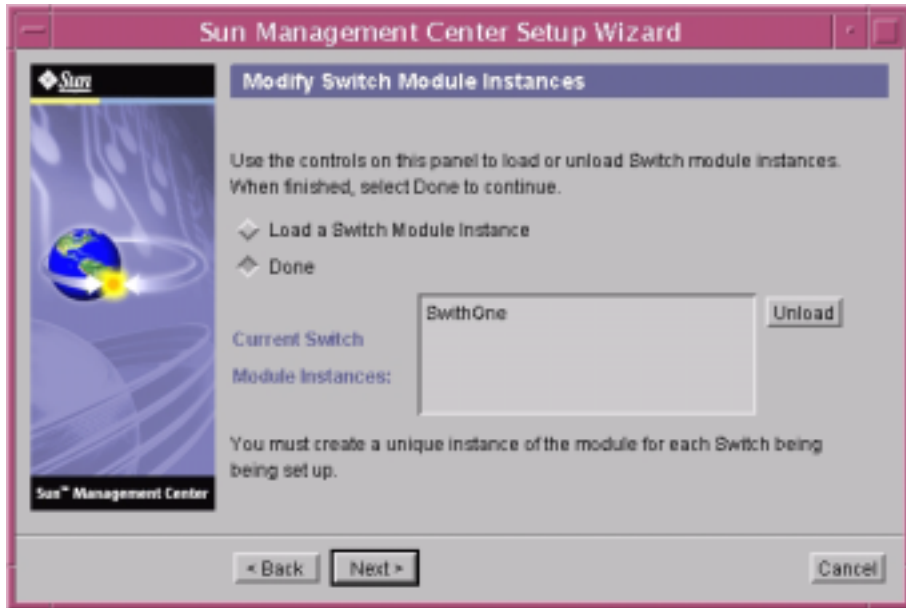 Sun Management Center Setup Wizard
Sun
Modify Switch Module Instances
Use the controls on this panel to load or unload Switch module instances.
When finished, select Done to continue.
Load a Switch Module Instance
Done
SwithOne
Unload
Current Switch
Module Instances:
You must create a unique instance of the module for each Switch being
being set up.
Sun™ Management Center
< Back
Next >
Cancel